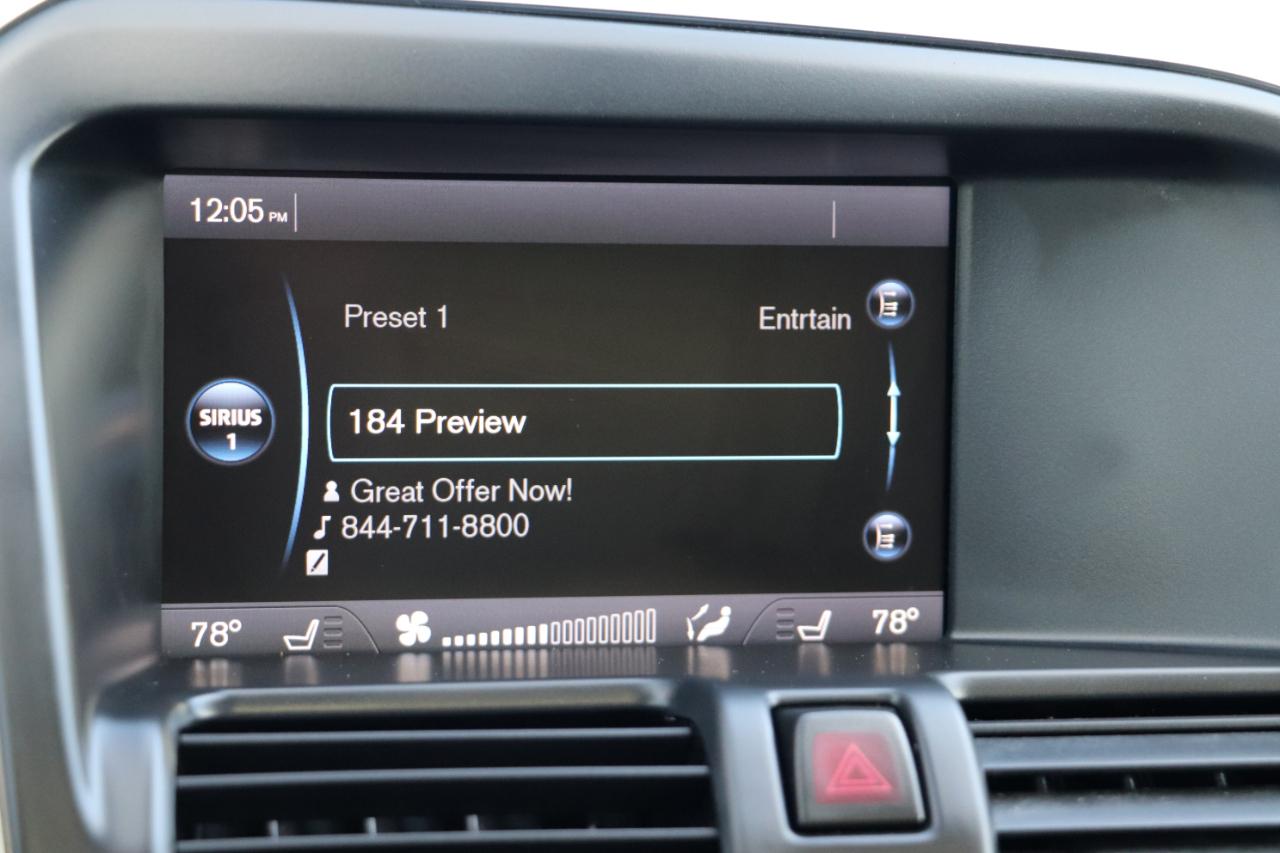 12:05 PM
Preset 1 Entrtain
SIRIUS
1
184 Preview
Great Offer Now!
844-711-8800
78° 78°